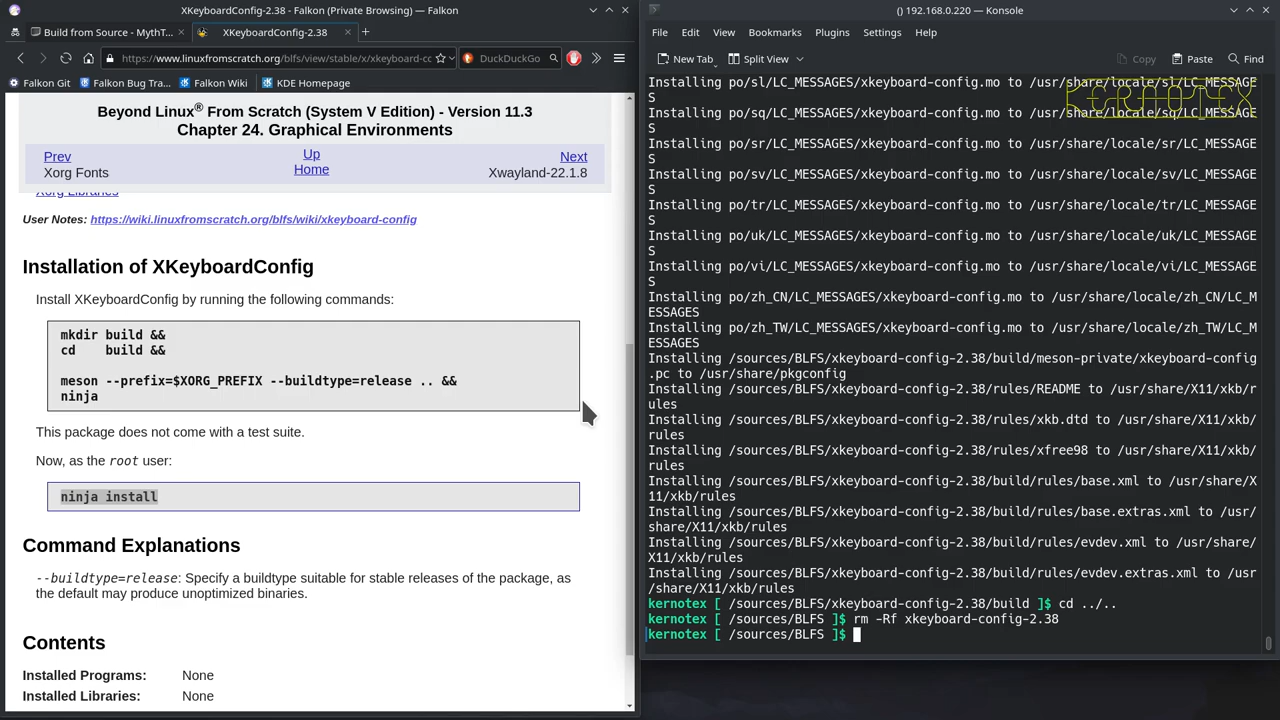 XKeyboardConfig-2.38 - Falkon (Private Browsing) — Falkon
Build from Source - MythT...
XKeyboardConfig-2.38
https://www.linuxfromscratch.org/blfs/view/stable/x/xkeyboard-cc
DuckDuckGo
Falkon Git
Falkon Bug Tra...
Falkon Wiki
KDE Homepage
Beyond Linux® From Scratch (System V Edition) - Version 11.3
Chapter 24. Graphical Environments
Prev
Up
Next
Xorg Fonts
Home
Xwayland-22.1.8
Xorg Libraries
User Notes: https://wiki.linuxfromscratch.org/blfs/wiki/xkeyboard-config
Installation of XKeyboardConfig
Install XKeyboardConfig by running the following commands:
mkdir build &&
cd    build &&
meson --prefix=$XORG_PREFIX --buildtype=release .. &&
ninja
This package does not come with a test suite.
Now, as the root user:
ninja install
Command Explanations
--buildtype=release: Specify a buildtype suitable for stable releases of the package, as
the default may produce unoptimized binaries.
Contents
Installed Programs: None
Installed Libraries: None
() 192.168.0.220 — Konsole
File Edit View Bookmarks Plugins Settings Help
New Tab
Split View
Copy
Paste
Find
KERNOTEX
Installing po/sl/LC_MESSAGES/xkeyboard-config.mo to /usr/share/locale/sl/LC_MESSAGE
S
Installing po/sq/LC_MESSAGES/xkeyboard-config.mo to /usr/share/locale/sq/LC_MESSAGE
S
Installing po/sr/LC_MESSAGES/xkeyboard-config.mo to /usr/share/locale/sr/LC_MESSAGE
S
Installing po/sv/LC_MESSAGES/xkeyboard-config.mo to /usr/share/locale/sv/LC_MESSAGE
S
Installing po/tr/LC_MESSAGES/xkeyboard-config.mo to /usr/share/locale/tr/LC_MESSAGE
S
Installing po/uk/LC_MESSAGES/xkeyboard-config.mo to /usr/share/locale/uk/LC_MESSAGE
S
Installing po/vi/LC_MESSAGES/xkeyboard-config.mo to /usr/share/locale/vi/LC_MESSAGE
S
Installing po/zh_CN/LC_MESSAGES/xkeyboard-config.mo to /usr/share/locale/zh_CN/LC_M
ESSAGES
Installing po/zh_TW/LC_MESSAGES/xkeyboard-config.mo to /usr/share/locale/zh_TW/LC_M
ESSAGES
Installing /sources/BLFS/xkeyboard-config-2.38/build/meson-private/xkeyboard-config
.pc to /usr/share/pkgconfig
Installing /sources/BLFS/xkeyboard-config-2.38/rules/README to /usr/share/X11/xkb/r
ules
Installing /sources/BLFS/xkeyboard-config-2.38/rules/xkb.dtd to /usr/share/X11/xkb/
rules
Installing /sources/BLFS/xkeyboard-config-2.38/rules/xfree98 to /usr/share/X11/xkb/
rules
Installing /sources/BLFS/xkeyboard-config-2.38/build/rules/base.xml to /usr/share/X
11/xkb/rules
Installing /sources/BLFS/xkeyboard-config-2.38/build/rules/base.extras.xml to /usr/
share/X11/xkb/rules
Installing /sources/BLFS/xkeyboard-config-2.38/build/rules/evdev.xml to /usr/share/
X11/xkb/rules
Installing /sources/BLFS/xkeyboard-config-2.38/build/rules/evdev.extras.xml to /usr
/share/X11/xkb/rules
kernotex [ /sources/BLFS/xkeyboard-config-2.38/build ]$ cd ../..
kernotex [ /sources/BLFS ]$ rm -Rf xkeyboard-config-2.38
kernotex [ /sources/BLFS ]$